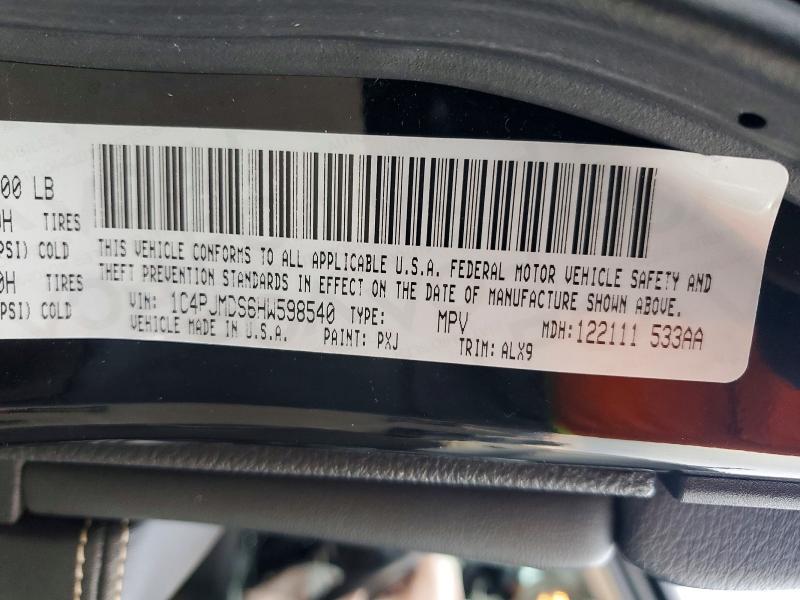 00 LB
0H TIRES
PSI) COLD
0H TIRES
PSI) COLD
THIS VEHICLE CONFORMS TO ALL APPLICABLE U.S.A. FEDERAL MOTOR VEHICLE SAFETY AND
THEFT PREVENTION STANDARDS IN EFFECT ON THE DATE OF MANUFACTURE SHOWN ABOVE.
VIN: 1C4PJMDS6HW598540 TYPE: MPV MDH:122111 533AA
VEHICLE MADE IN U.S.A. PAINT: PXJ TRIM: ALX9